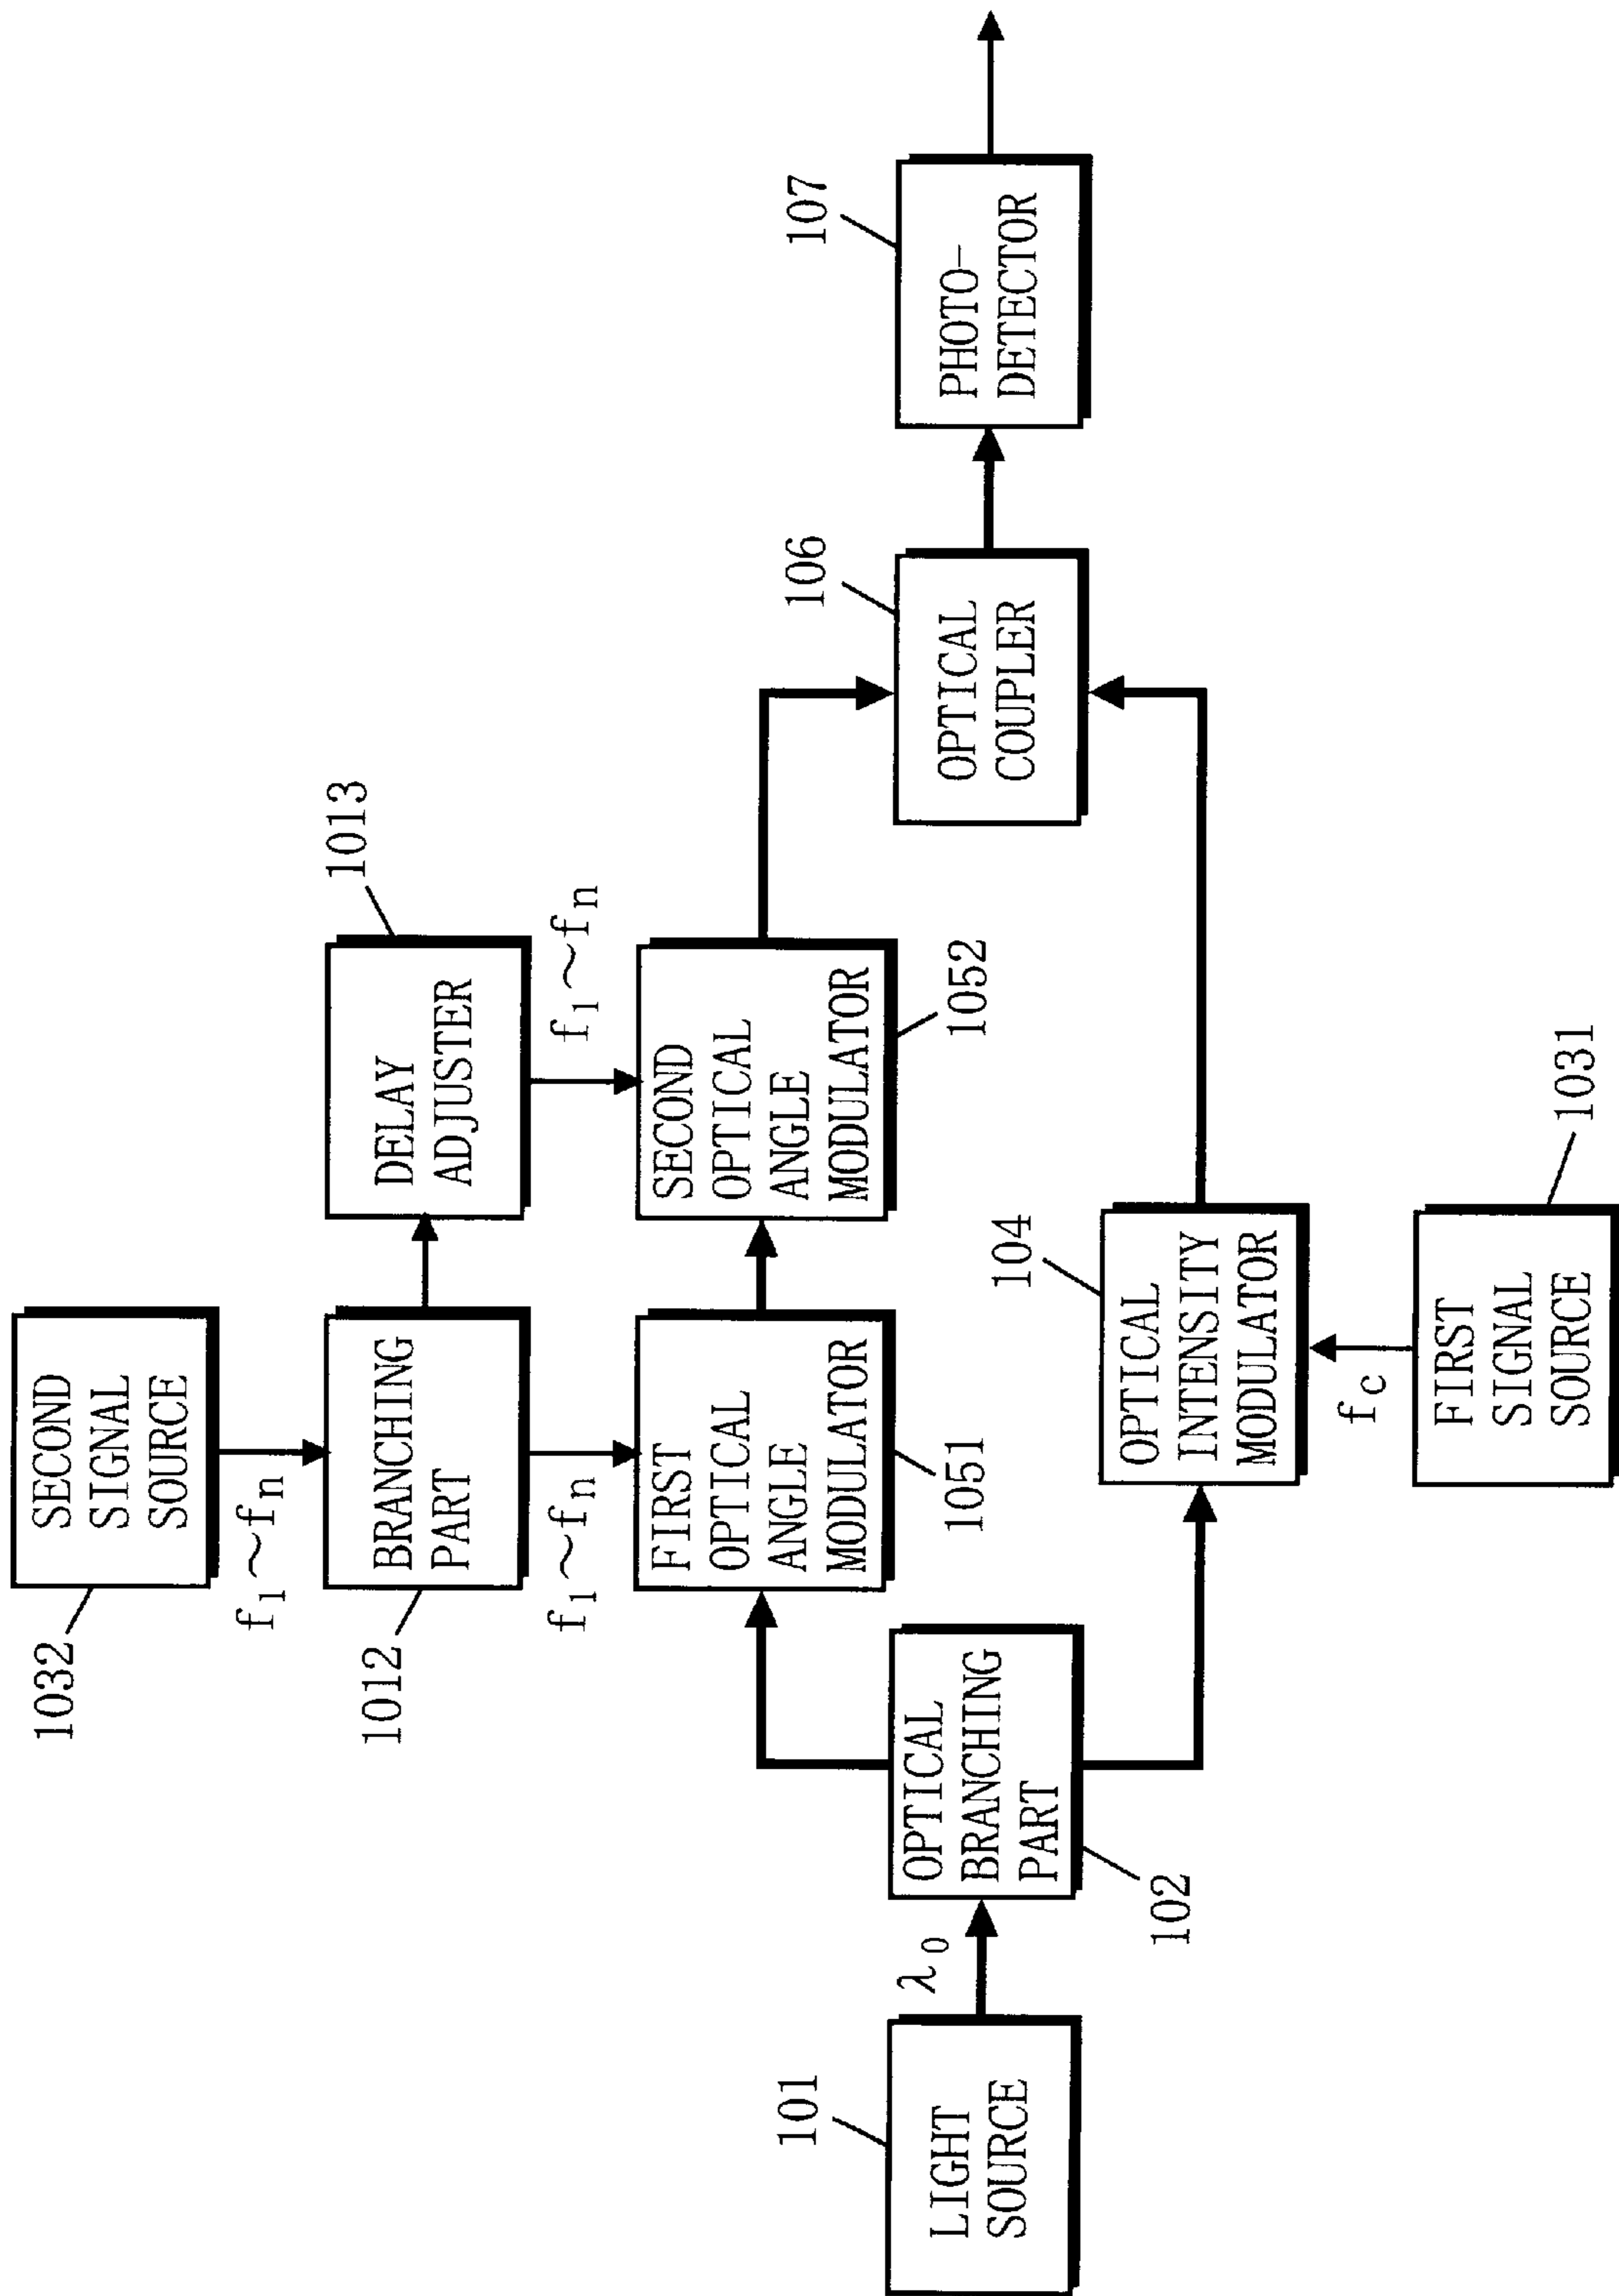 1032
SECOND
SIGNAL
SOURCE
f1~fn
1012
BRANCHING
PART
1013
DELAY
ADJUSTER
f1~fn
f1~fn
FIRST
OPTICAL
ANGLE
MODULATOR
1051
SECOND
OPTICAL
ANGLE
MODULATOR
1052
101
LIGHT
SOURCE
λ0
OPTICAL
BRANCHING
PART
102
106
OPTICAL
COUPLER
107
PHOTO-
DETECTOR
104
OPTICAL
INTENSITY
MODULATOR
fc
FIRST
SIGNAL
SOURCE
1031